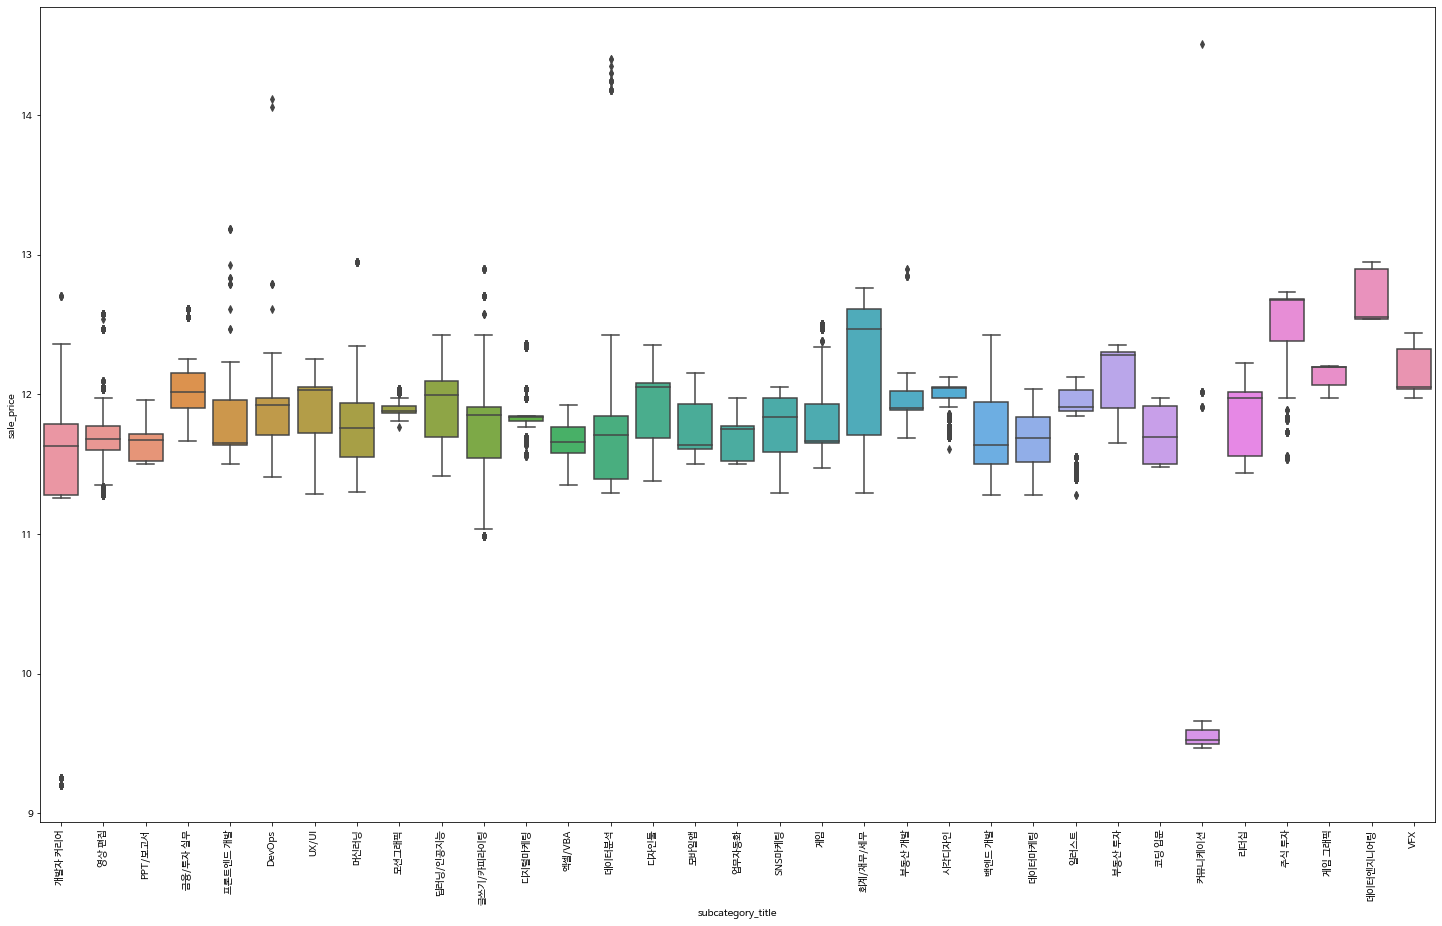 14
13
12
11
10
9
sale_price
개발자 커리어
영상 편집
PPT/보고서
금융/투자 실무
프론트엔드 개발
DevOps
UX/UI
머신러닝
모션그래픽
딥러닝/인공지능
글쓰기/카피라이팅
디지털마케팅
엑셀/VBA
데이터분석
디자인툴
모바일앱
업무자동화
SNS마케팅
게임
회계/재무/세무
부동산 개발
시각디자인
백엔드 개발
데이터마케팅
일러스트
부동산 투자
코딩 입문
커뮤니케이션
리더십
주식 투자
게임 그래픽
데이터엔지니어링
VFX
subcategory_title